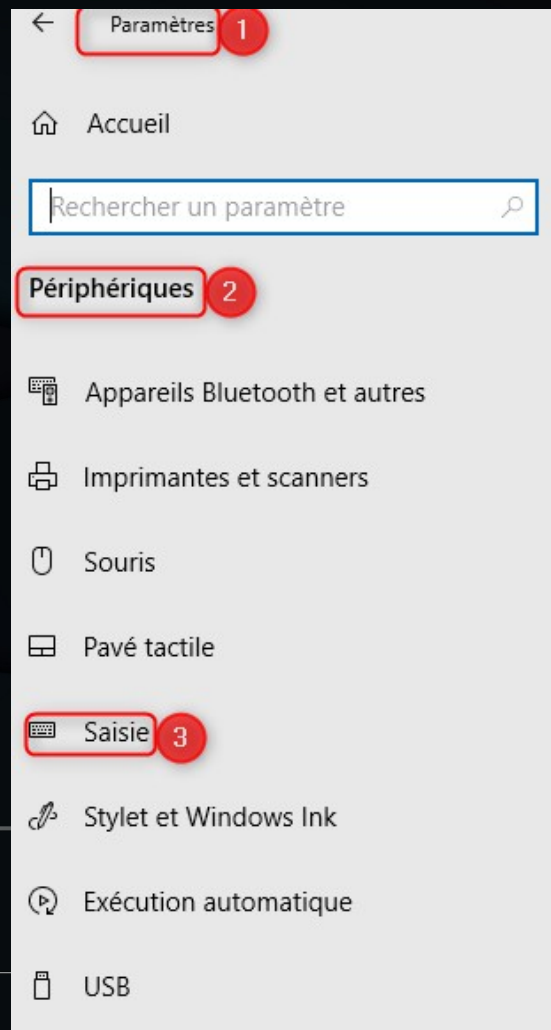 Paramètres 1
Accueil
Rechercher un paramètre
Périphériques 2
Appareils Bluetooth et autres
Imprimantes et scanners
Souris
Pavé tactile
Saisie 3
Stylet et Windows Ink
Exécution automatique
USB